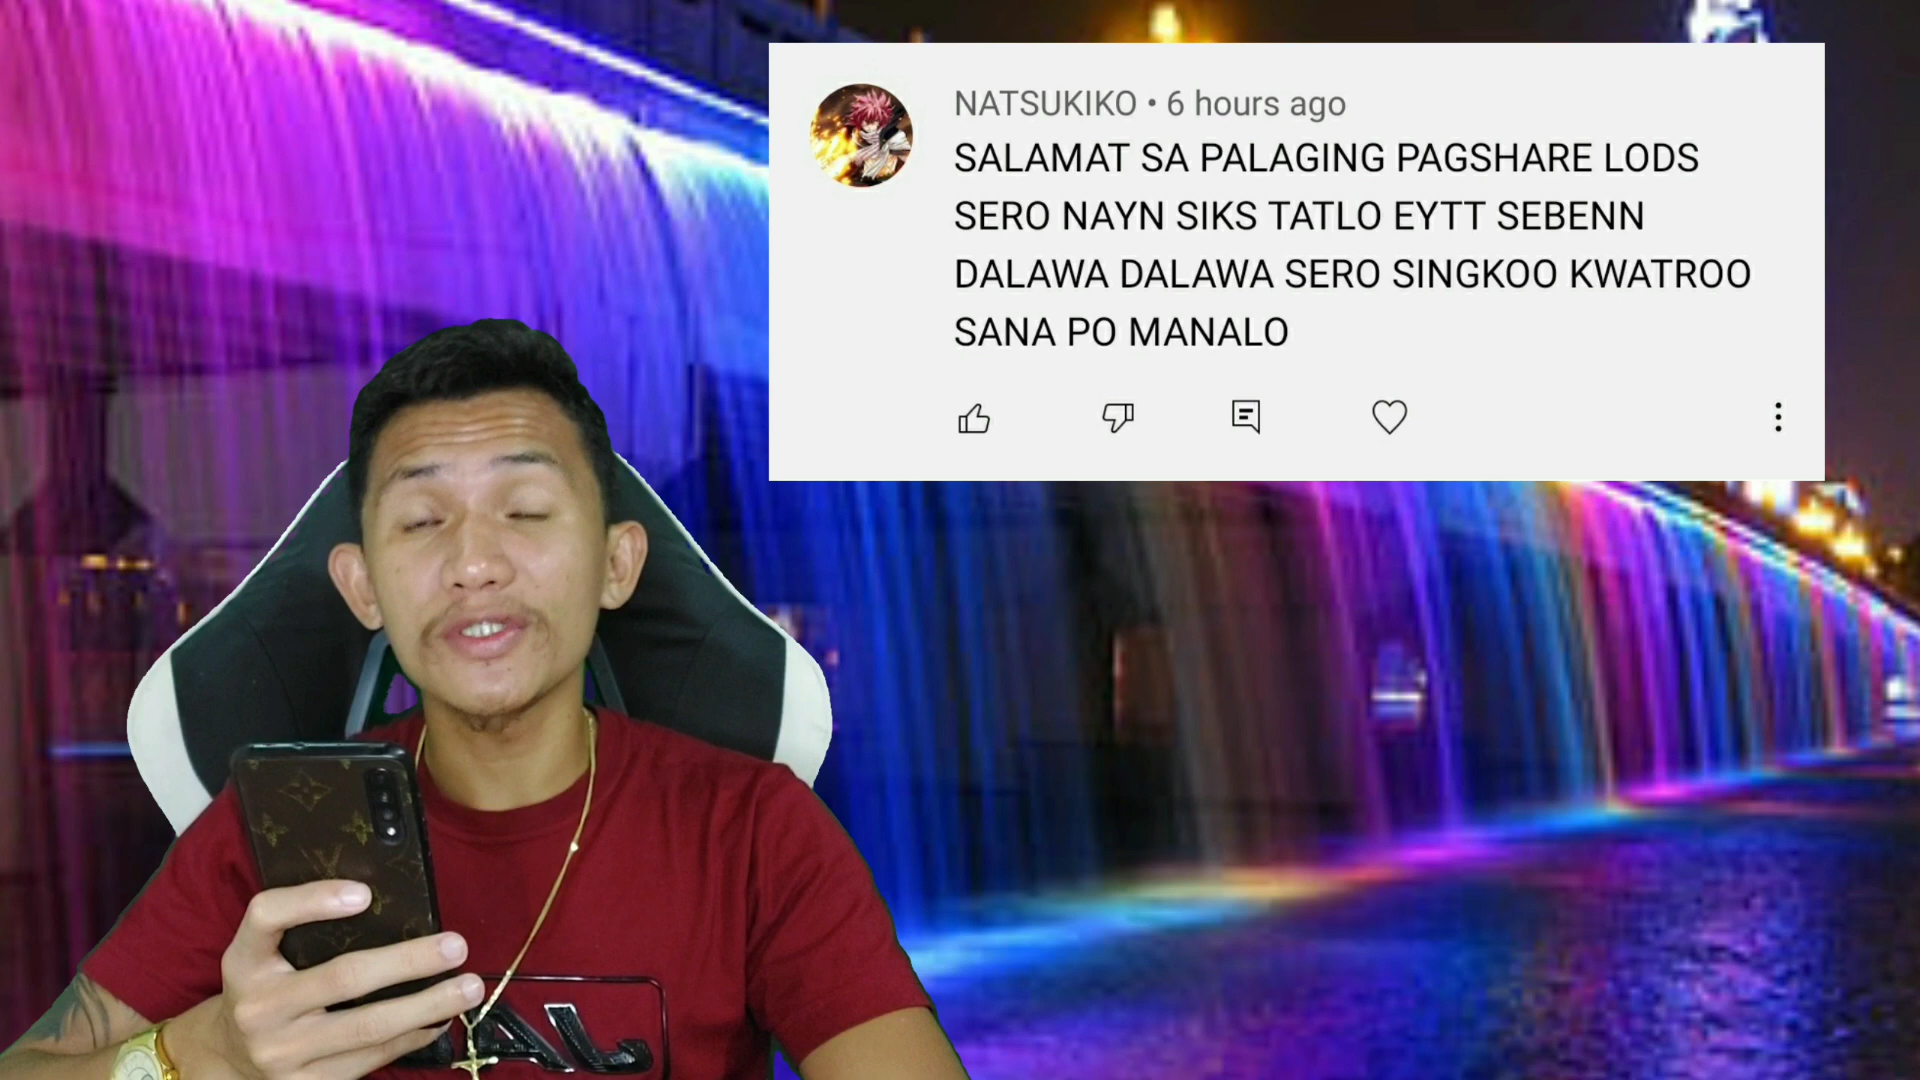 NATSUKIKO • 6 hours ago
SALAMAT SA PALAGING PAGSHARE LODS
SERO NAYN SIKS TATLO EYTT SEBENN
DALAWA DALAWA SERO SINGKOO KWATROO
SANA PO MANALO